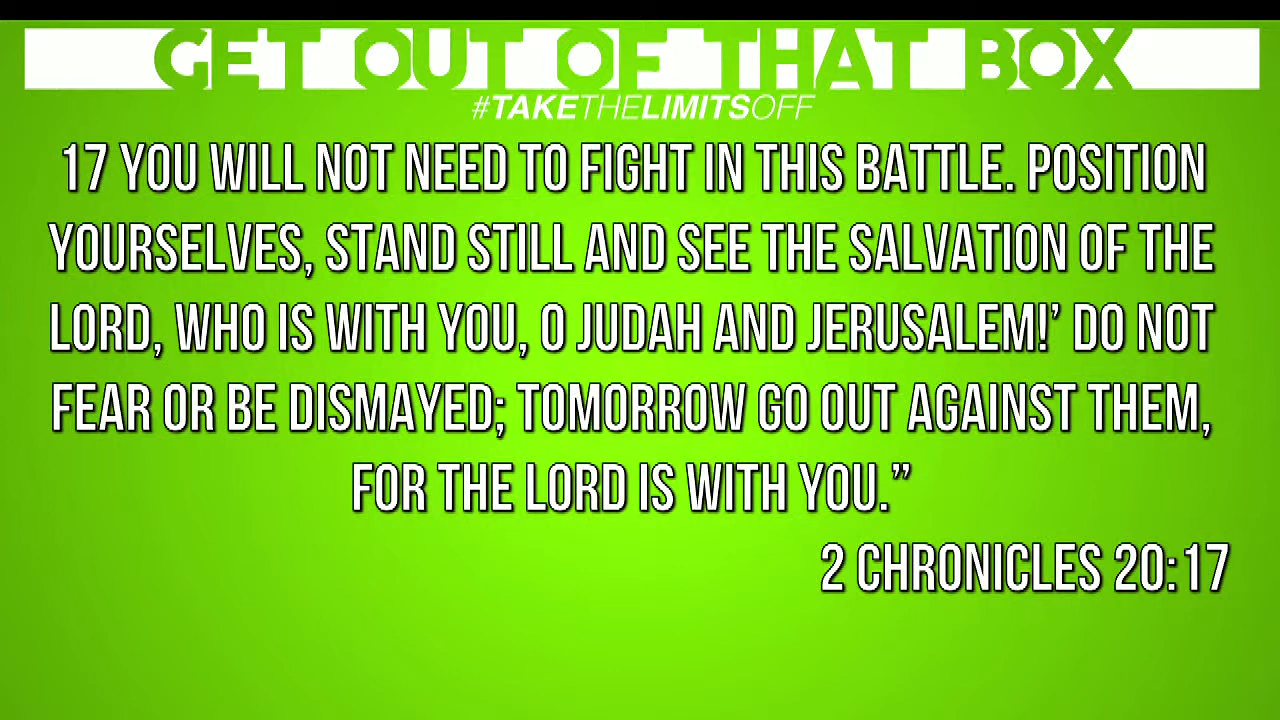 GET OUT OF THAT BOX
#TAKETHELIMITSOFF
17 YOU WILL NOT NEED TO FIGHT IN THIS BATTLE. POSITION
YOURSELVES, STAND STILL AND SEE THE SALVATION OF THE
LORD, WHO IS WITH YOU, O JUDAH AND JERUSALEM!’ DO NOT
FEAR OR BE DISMAYED; TOMORROW GO OUT AGAINST THEM,
FOR THE LORD IS WITH YOU.”
2 CHRONICLES 20:17